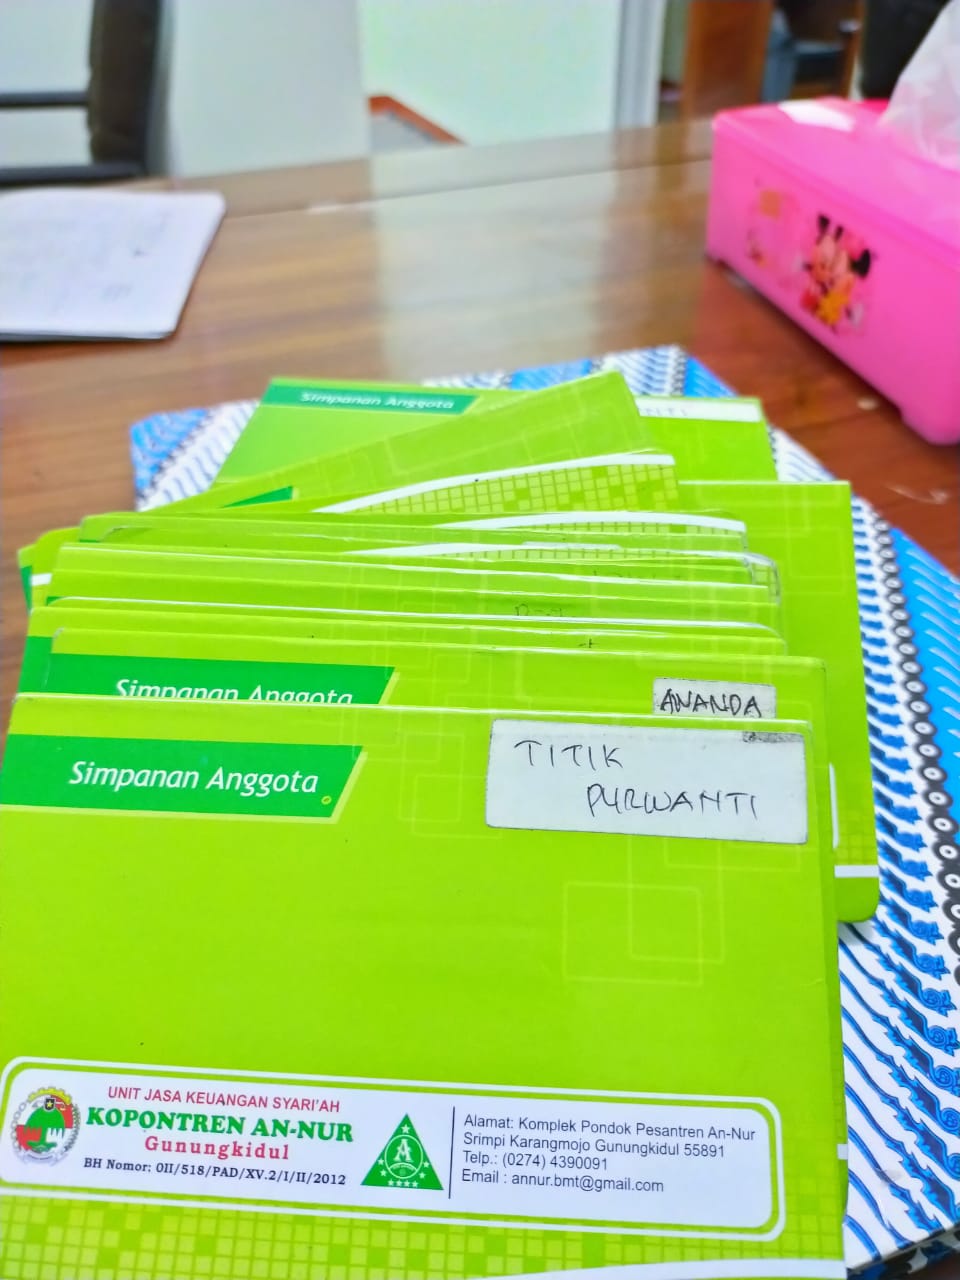 Simpanan Anggota
NTI
Simpanan Anggota
AWANDA
Simpanan Anggota
TITIK
PURWANTI
UNIT JASA KEUANGAN SYARI'AH
KOPONTREN AN-NUR
Gunungkidul
BH Nomor: 0II/518/PAD/XV.2/I/II/2012
Alamat: Komplek Pondok Pesantren An-Nur
Srimpi Karangmojo Gunungkidul 55891
Telp.: (0274) 4390091
Email : annur.bmt@gmail.com